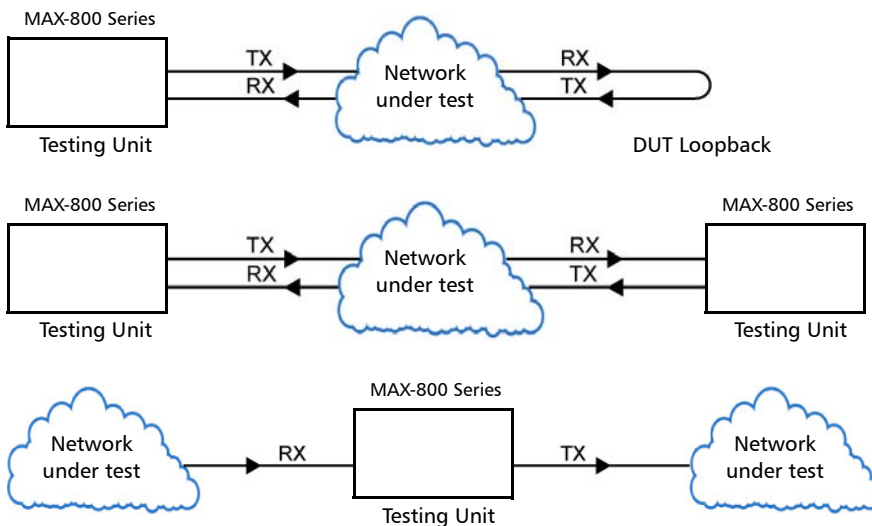 MAX-800 Series
TX
RX
RX
TX
Network
under test
Testing Unit
DUT Loopback
MAX-800 Series
MAX-800 Series
TX
RX
RX
TX
Network
under test
Testing Unit
Testing Unit
MAX-800 Series
Network
under test
RX
TX
Network
under test
Testing Unit